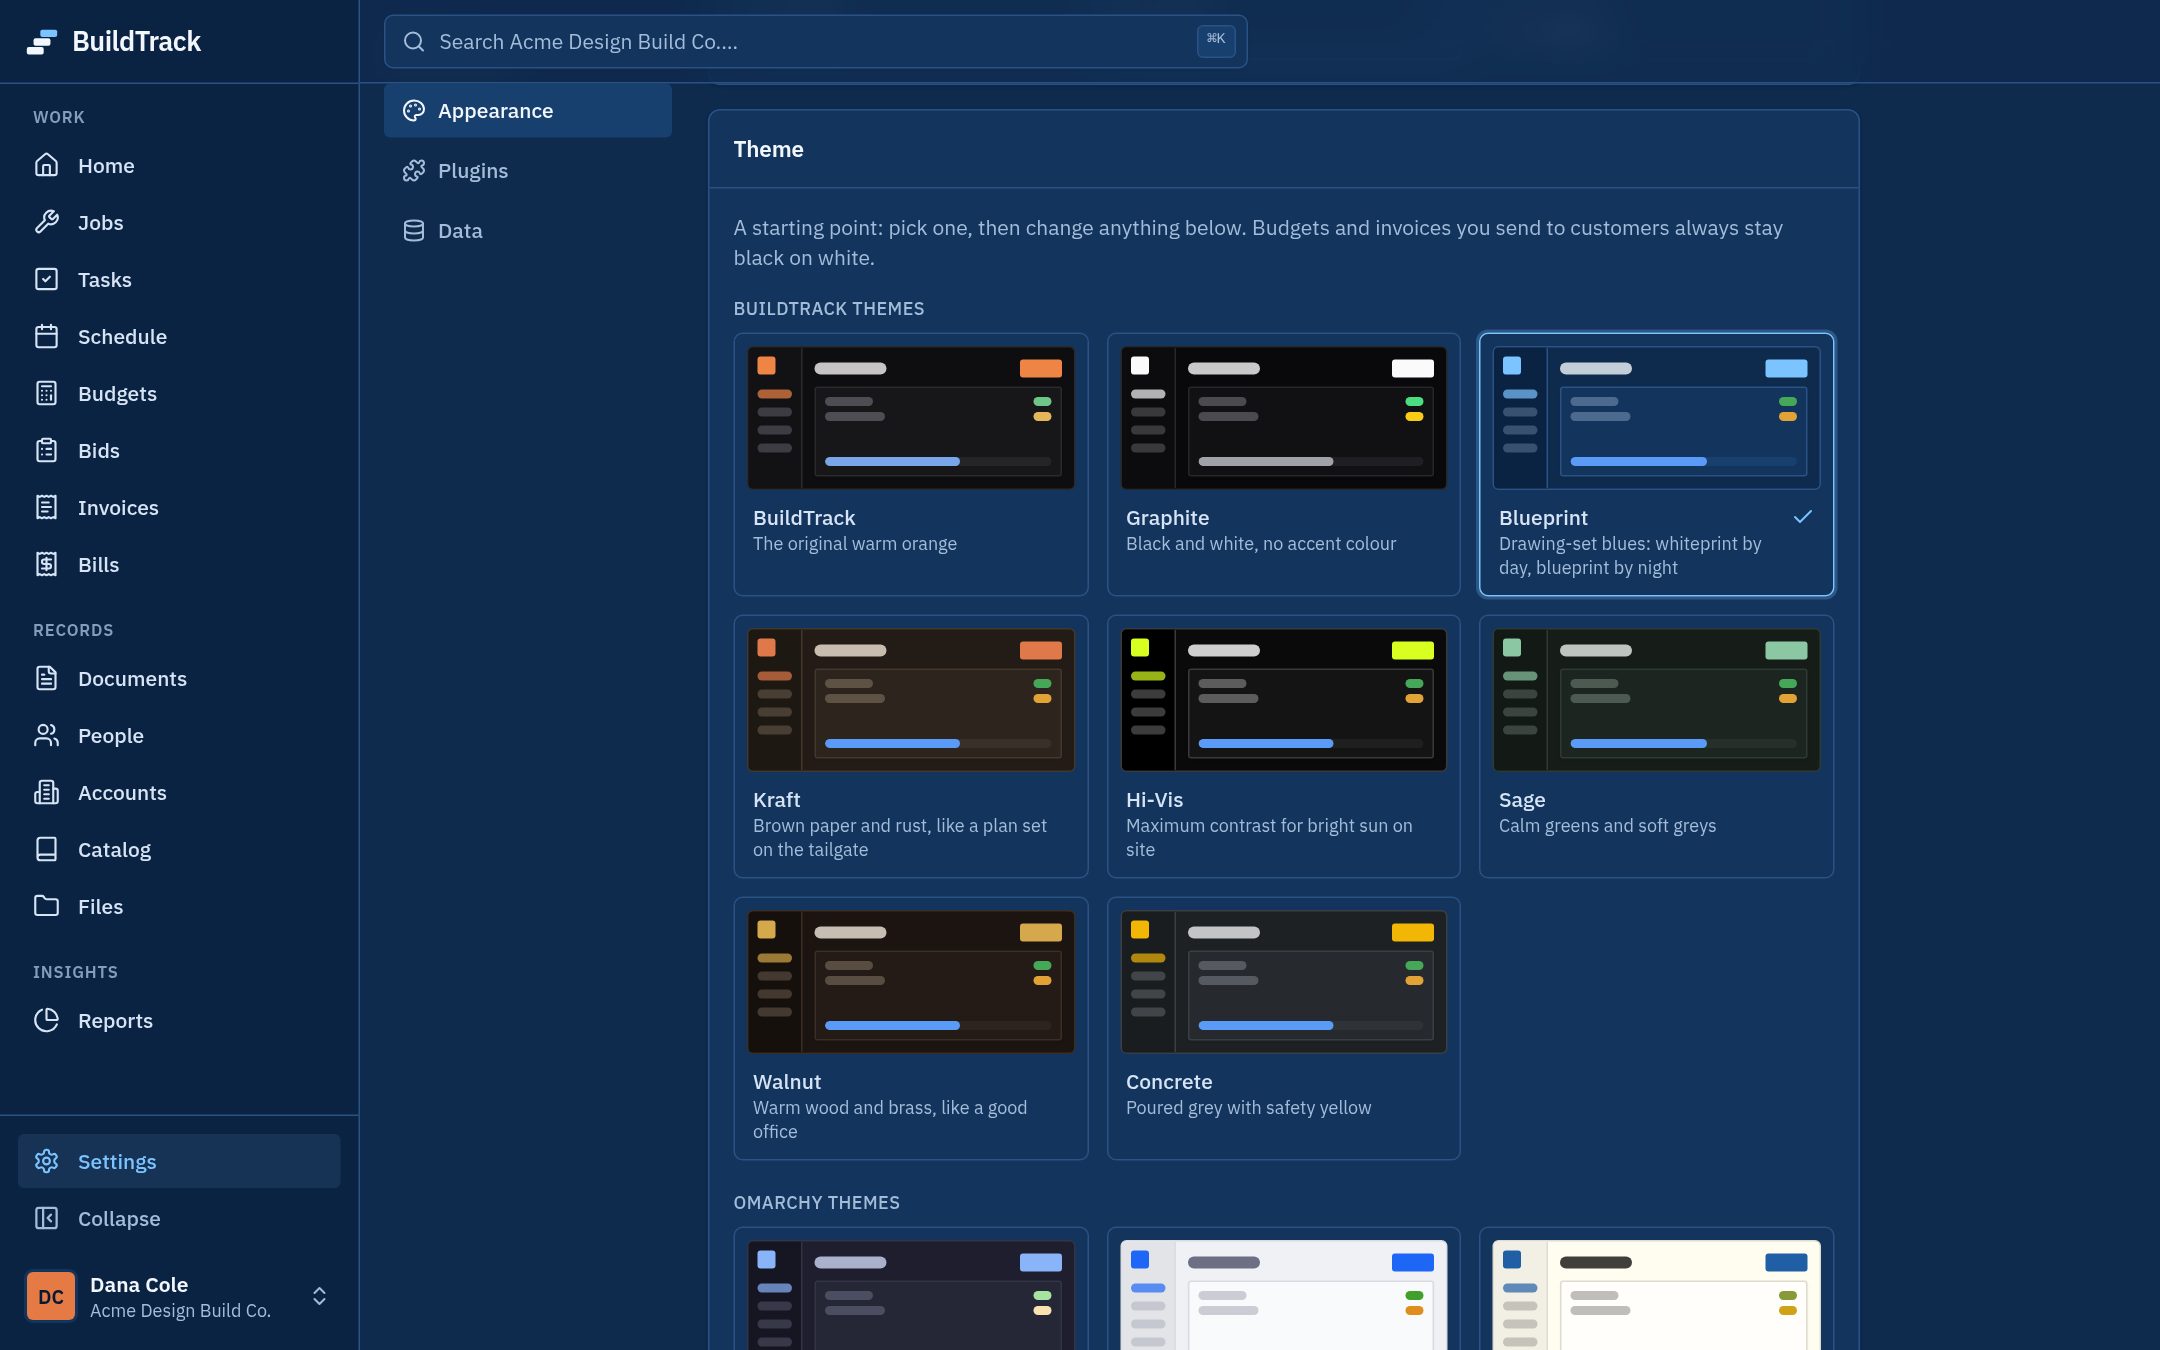 BuildTrack
Search Acme Design Build Co....
⌘K
WORK
Home
Jobs
Tasks
Schedule
Budgets
Bids
Invoices
Bills
RECORDS
Documents
People
Accounts
Catalog
Files
INSIGHTS
Reports
Settings
Collapse
DC
Dana Cole
Acme Design Build Co.
Appearance
Plugins
Data
Theme
A starting point: pick one, then change anything below. Budgets and invoices you send to customers always stay
black on white.
BUILDTRACK THEMES
BuildTrack
The original warm orange
Graphite
Black and white, no accent colour
Blueprint
Drawing-set blues: whiteprint by
day, blueprint by night
Kraft
Brown paper and rust, like a plan set
on the tailgate
Hi-Vis
Maximum contrast for bright sun on
site
Sage
Calm greens and soft greys
Walnut
Warm wood and brass, like a good
office
Concrete
Poured grey with safety yellow
OMARCHY THEMES